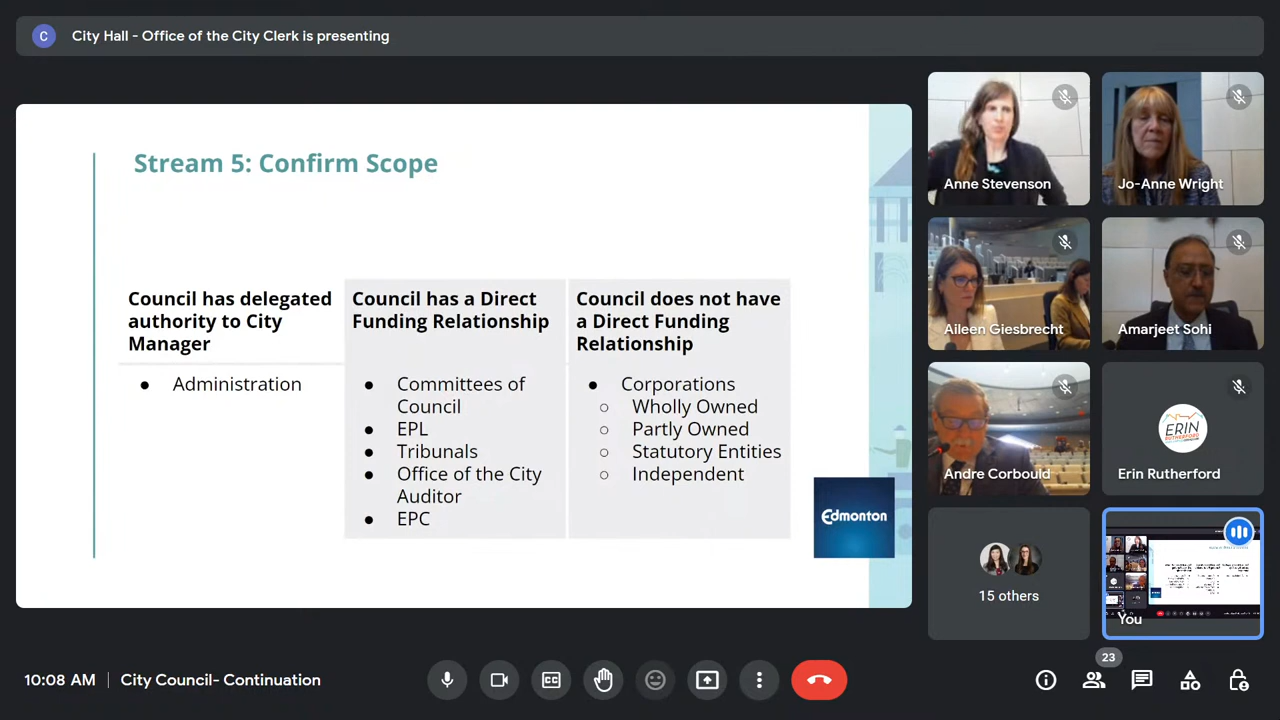 C
City Hall - Office of the City Clerk is presenting
Stream 5: Confirm Scope
Council has delegated
authority to City
Manager
● Administration
Council has a Direct
Funding Relationship
● Committees of
Council
● EPL
● Tribunals
● Office of the City
Auditor
● EPC
Council does not have
a Direct Funding
Relationship
● Corporations
○ Wholly Owned
○ Partly Owned
○ Statutory Entities
○ Independent
Edmonton
Anne Stevenson
Jo-Anne Wright
Aileen Giesbrecht
Amarjeet Sohi
Andre Corbould
ERIN
RUTHERFORD
Erin Rutherford
15 others
You
10:08 AM
City Council- Continuation
CC
23